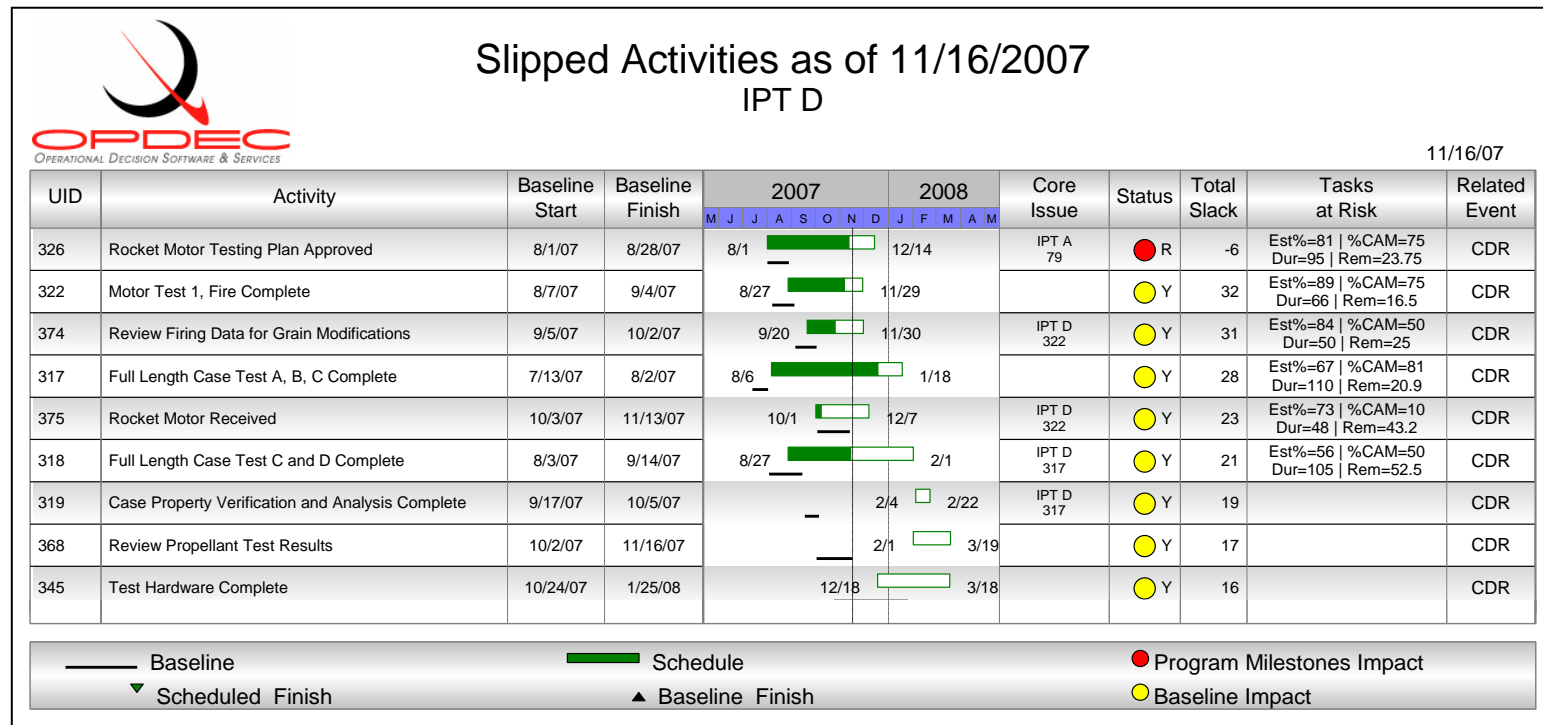 Slipped Activities as of 11/16/2007
IPT D
OPDEC
OPERATIONAL DECISION SOFTWARE & SERVICES
11/16/07
UID Activity Baseline Start Baseline Finish 2007 2008 Core Issue Status Total Slack Tasks at Risk Related Event
M J J A S O N D J F M A M
326 Rocket Motor Testing Plan Approved 8/1/07 8/28/07 8/1 12/14 IPT A 79 R -6 Est%=81 | %CAM=75 Dur=95 | Rem=23.75 CDR
322 Motor Test 1, Fire Complete 8/7/07 9/4/07 8/27 11/29 Y 32 Est%=89 | %CAM=75 Dur=66 | Rem=16.5 CDR
374 Review Firing Data for Grain Modifications 9/5/07 10/2/07 9/20 11/30 IPT D 322 Y 31 Est%=84 | %CAM=50 Dur=50 | Rem=25 CDR
317 Full Length Case Test A, B, C Complete 7/13/07 8/2/07 8/6 1/18 Y 28 Est%=67 | %CAM=81 Dur=110 | Rem=20.9 CDR
375 Rocket Motor Received 10/3/07 11/13/07 10/1 12/7 IPT D 322 Y 23 Est%=73 | %CAM=10 Dur=48 | Rem=43.2 CDR
318 Full Length Case Test C and D Complete 8/3/07 9/14/07 8/27 2/1 IPT D 317 Y 21 Est%=56 | %CAM=50 Dur=105 | Rem=52.5 CDR
319 Case Property Verification and Analysis Complete 9/17/07 10/5/07 2/4 2/22 IPT D 317 Y 19 CDR
368 Review Propellant Test Results 10/2/07 11/16/07 2/1 3/19 Y 17 CDR
345 Test Hardware Complete 10/24/07 1/25/08 12/18 3/18 Y 16 CDR
Baseline Schedule Program Milestones Impact
Scheduled Finish Baseline Finish Baseline Impact